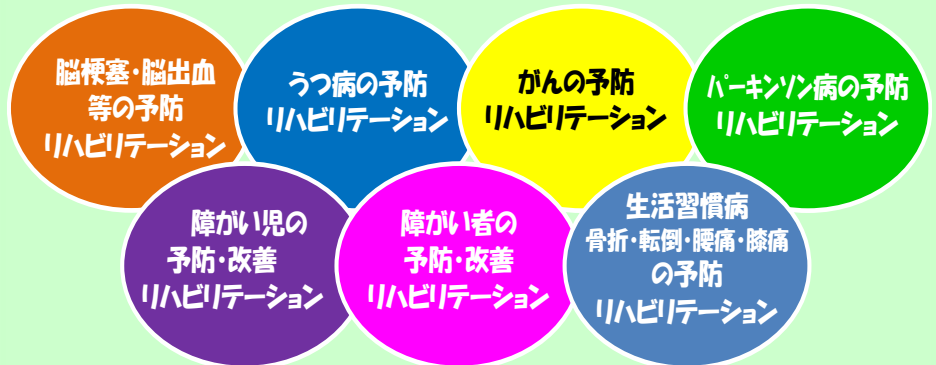 脳梗塞・脳出血
等の予防
リハビリテーション
うつ病の予防
リハビリテーション
がんの予防
リハビリテーション
パーキンソン病の予防
リハビリテーション
障がい児の
予防・改善
リハビリテーション
障がい者の
予防・改善
リハビリテーション
生活習慣病
骨折・転倒・腰痛・膝痛
の予防
リハビリテーション